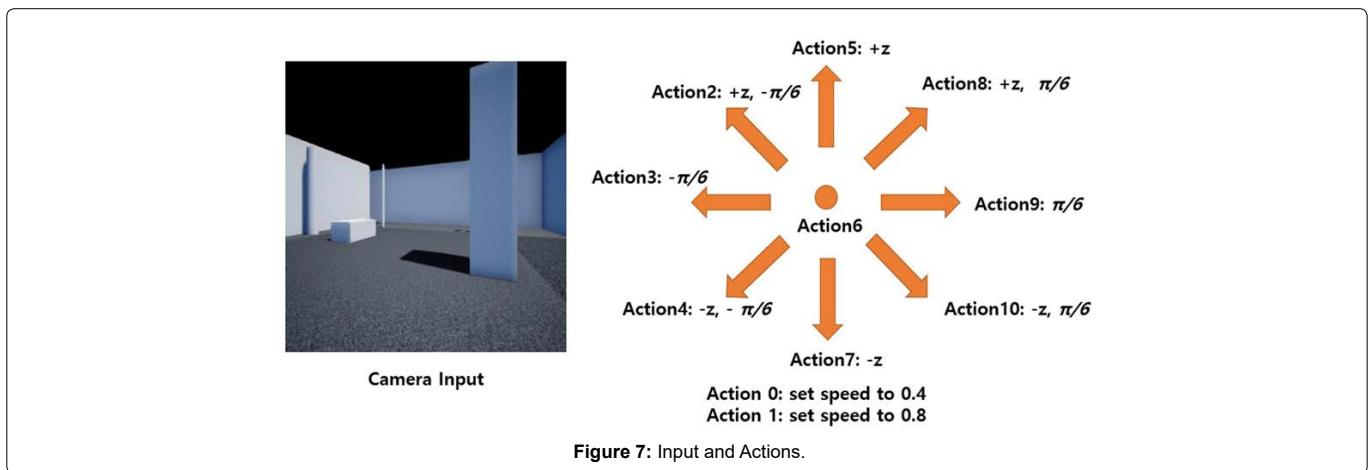 Action5: +z
Action2: +z, -π/6
Action8: +z, π/6
Action3: -π/6
Action9: π/6
Action6
Action4: -z, - π/6
Action10: -z, π/6
Action7: -z
Camera Input
Action 0: set speed to 0.4
Action 1: set speed to 0.8
Figure 7: Input and Actions.